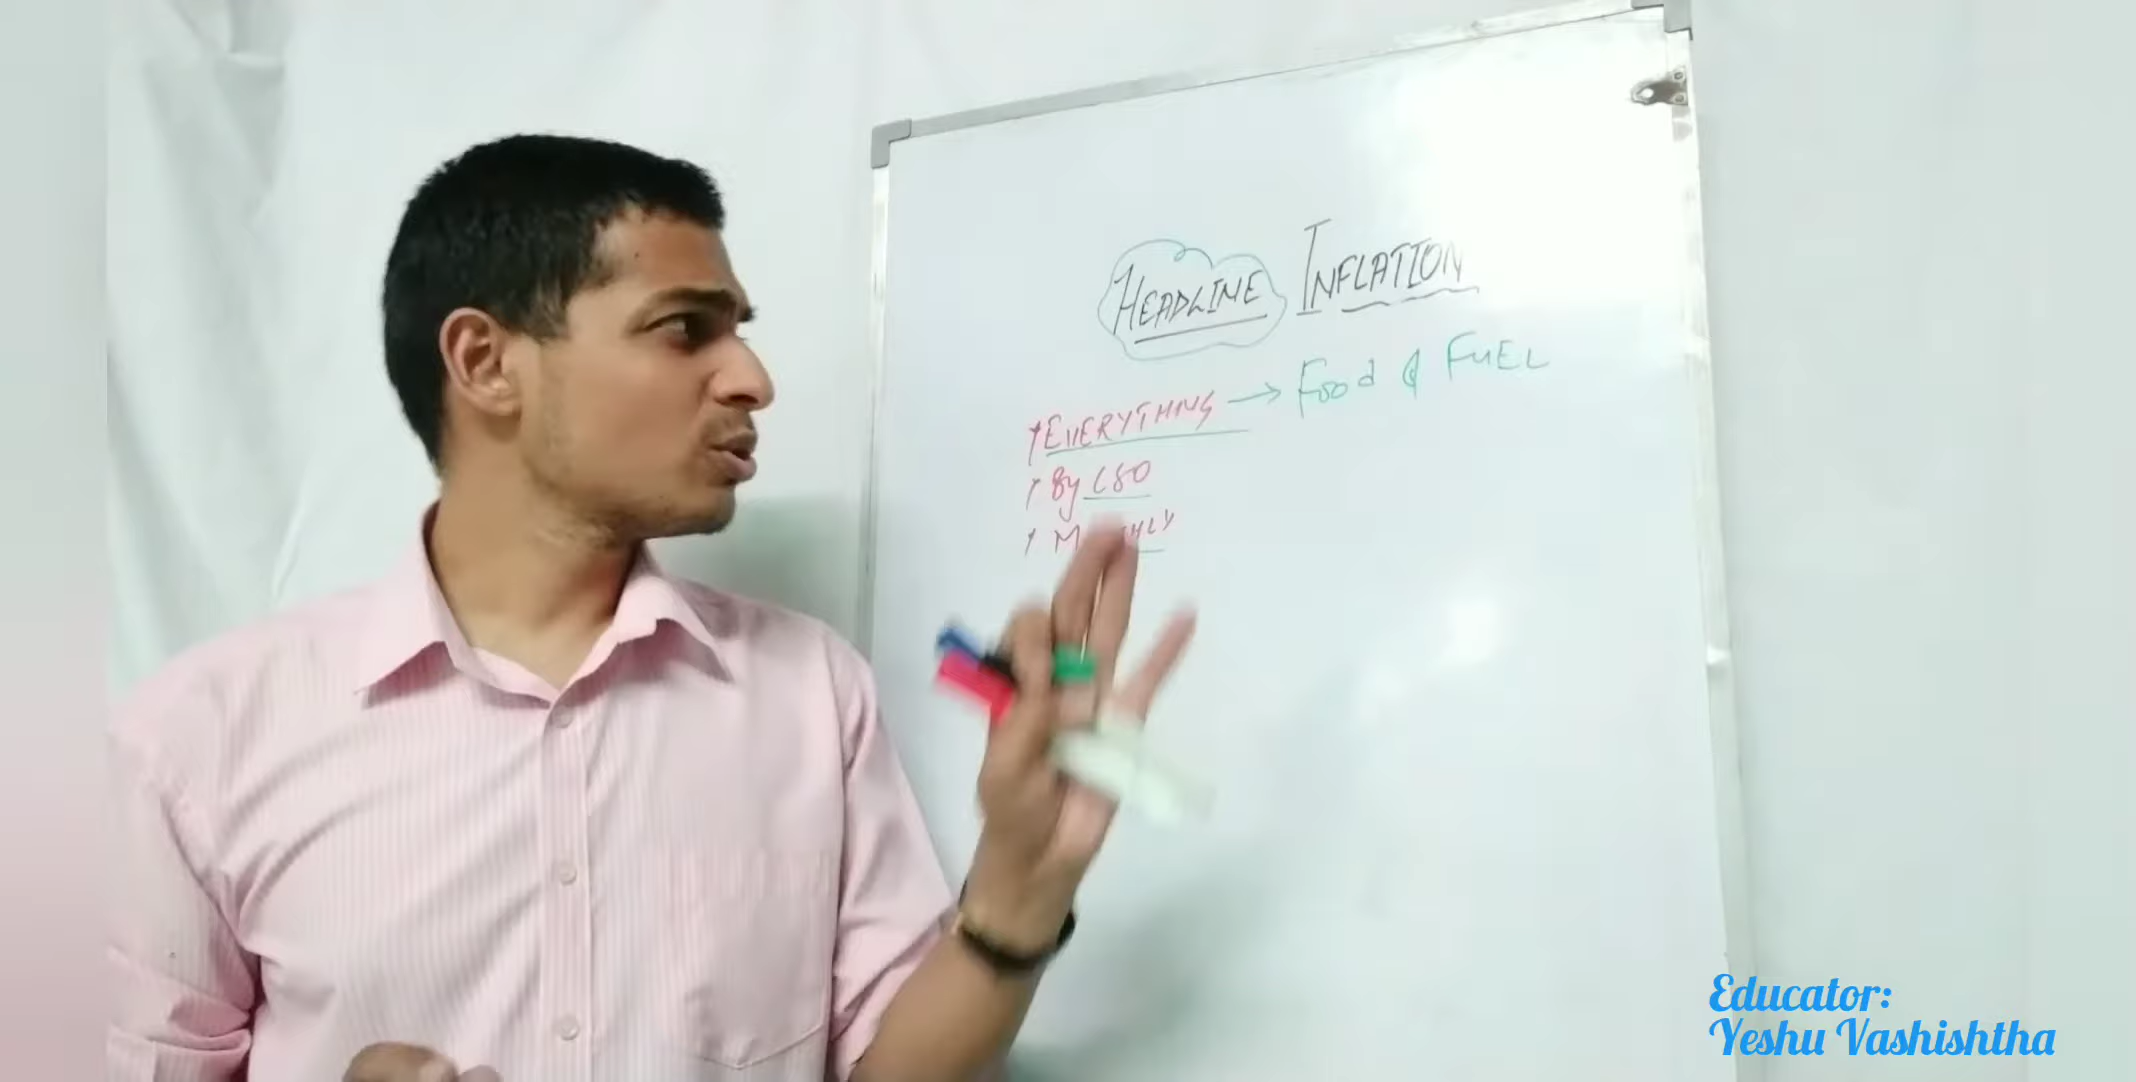 HEADLINE INFLATION
EVERYTHING → Food & FUEL
By CSO
Educator:
Yeshu Vashishtha